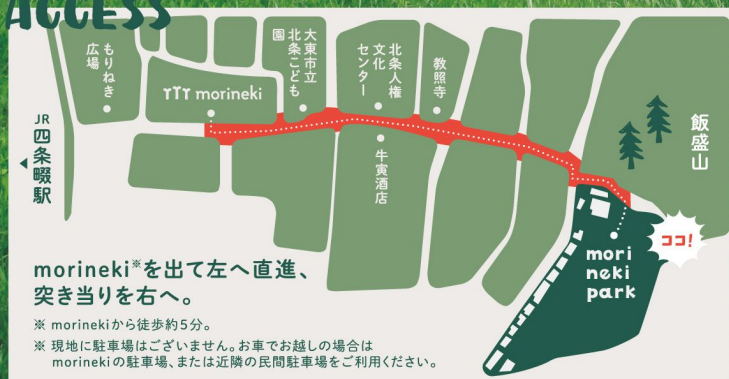 ACCESS
もりねき
広場
morineki
大東市立
北条こども
園
北条人権
文化
センター
教照寺
飯盛山
JR
四条畷駅
牛寅酒店
ココ!
mori
neki
park
morineki※を出て左へ直進、
突き当りを右へ。
※ morinekiから徒歩約5分。
※ 現地に駐車場はございません。お車でお越しの場合は
morinekiの駐車場、または近隣の民間駐車場をご利用ください。